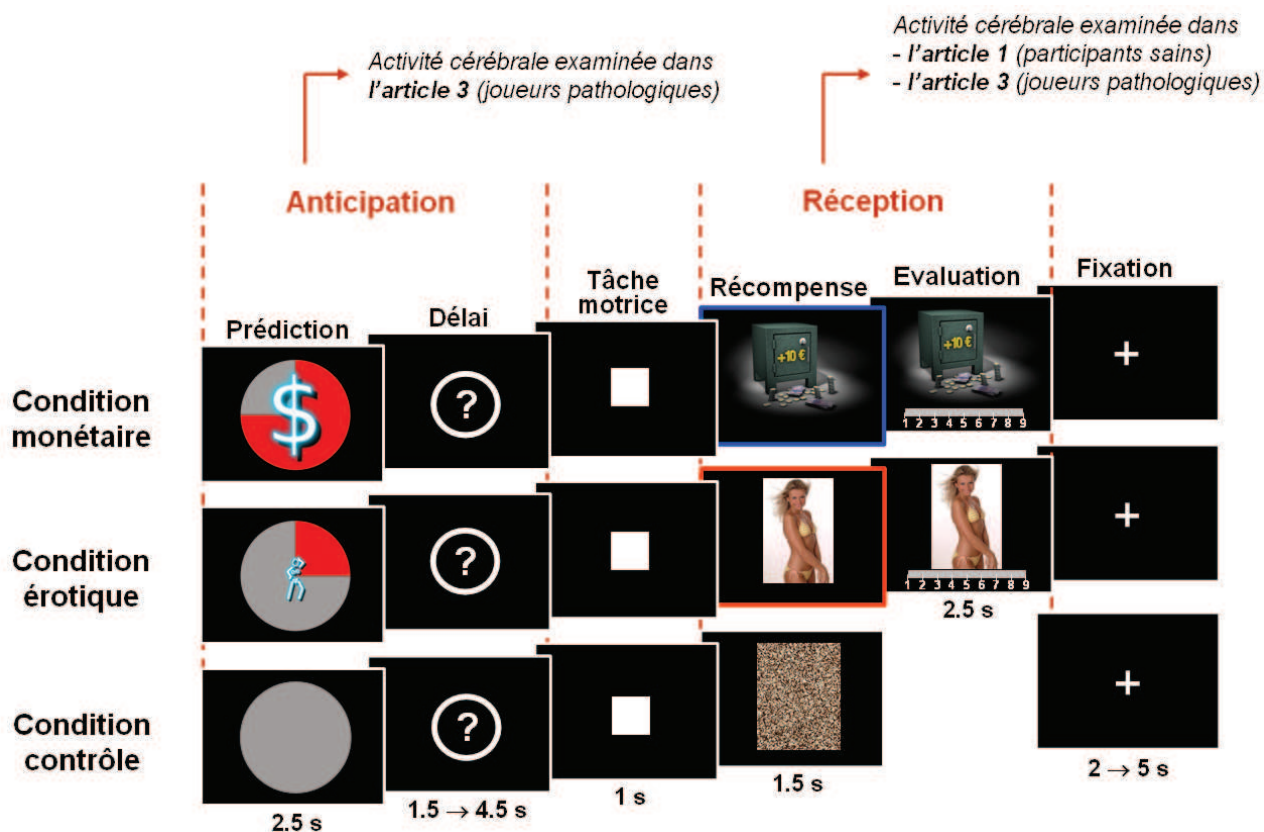 Activité cérébrale examinée dans
l'article 3 (joueurs pathologiques)
Activité cérébrale examinée dans
- l'article 1 (participants sains)
- l'article 3 (joueurs pathologiques)
Anticipation
Réception
Prédiction
Délai
Tâche
motrice
Récompense
Evaluation
Fixation
Condition
monétaire
$
?
+10 €
+10 €
1 2 3 4 5 6 7 8 9
+
Condition
érotique
?
1 2 3 4 5 6 7 8 9
2.5 s
+
Condition
contrôle
?
+
2.5 s
1.5 → 4.5 s
1 s
1.5 s
2 → 5 s